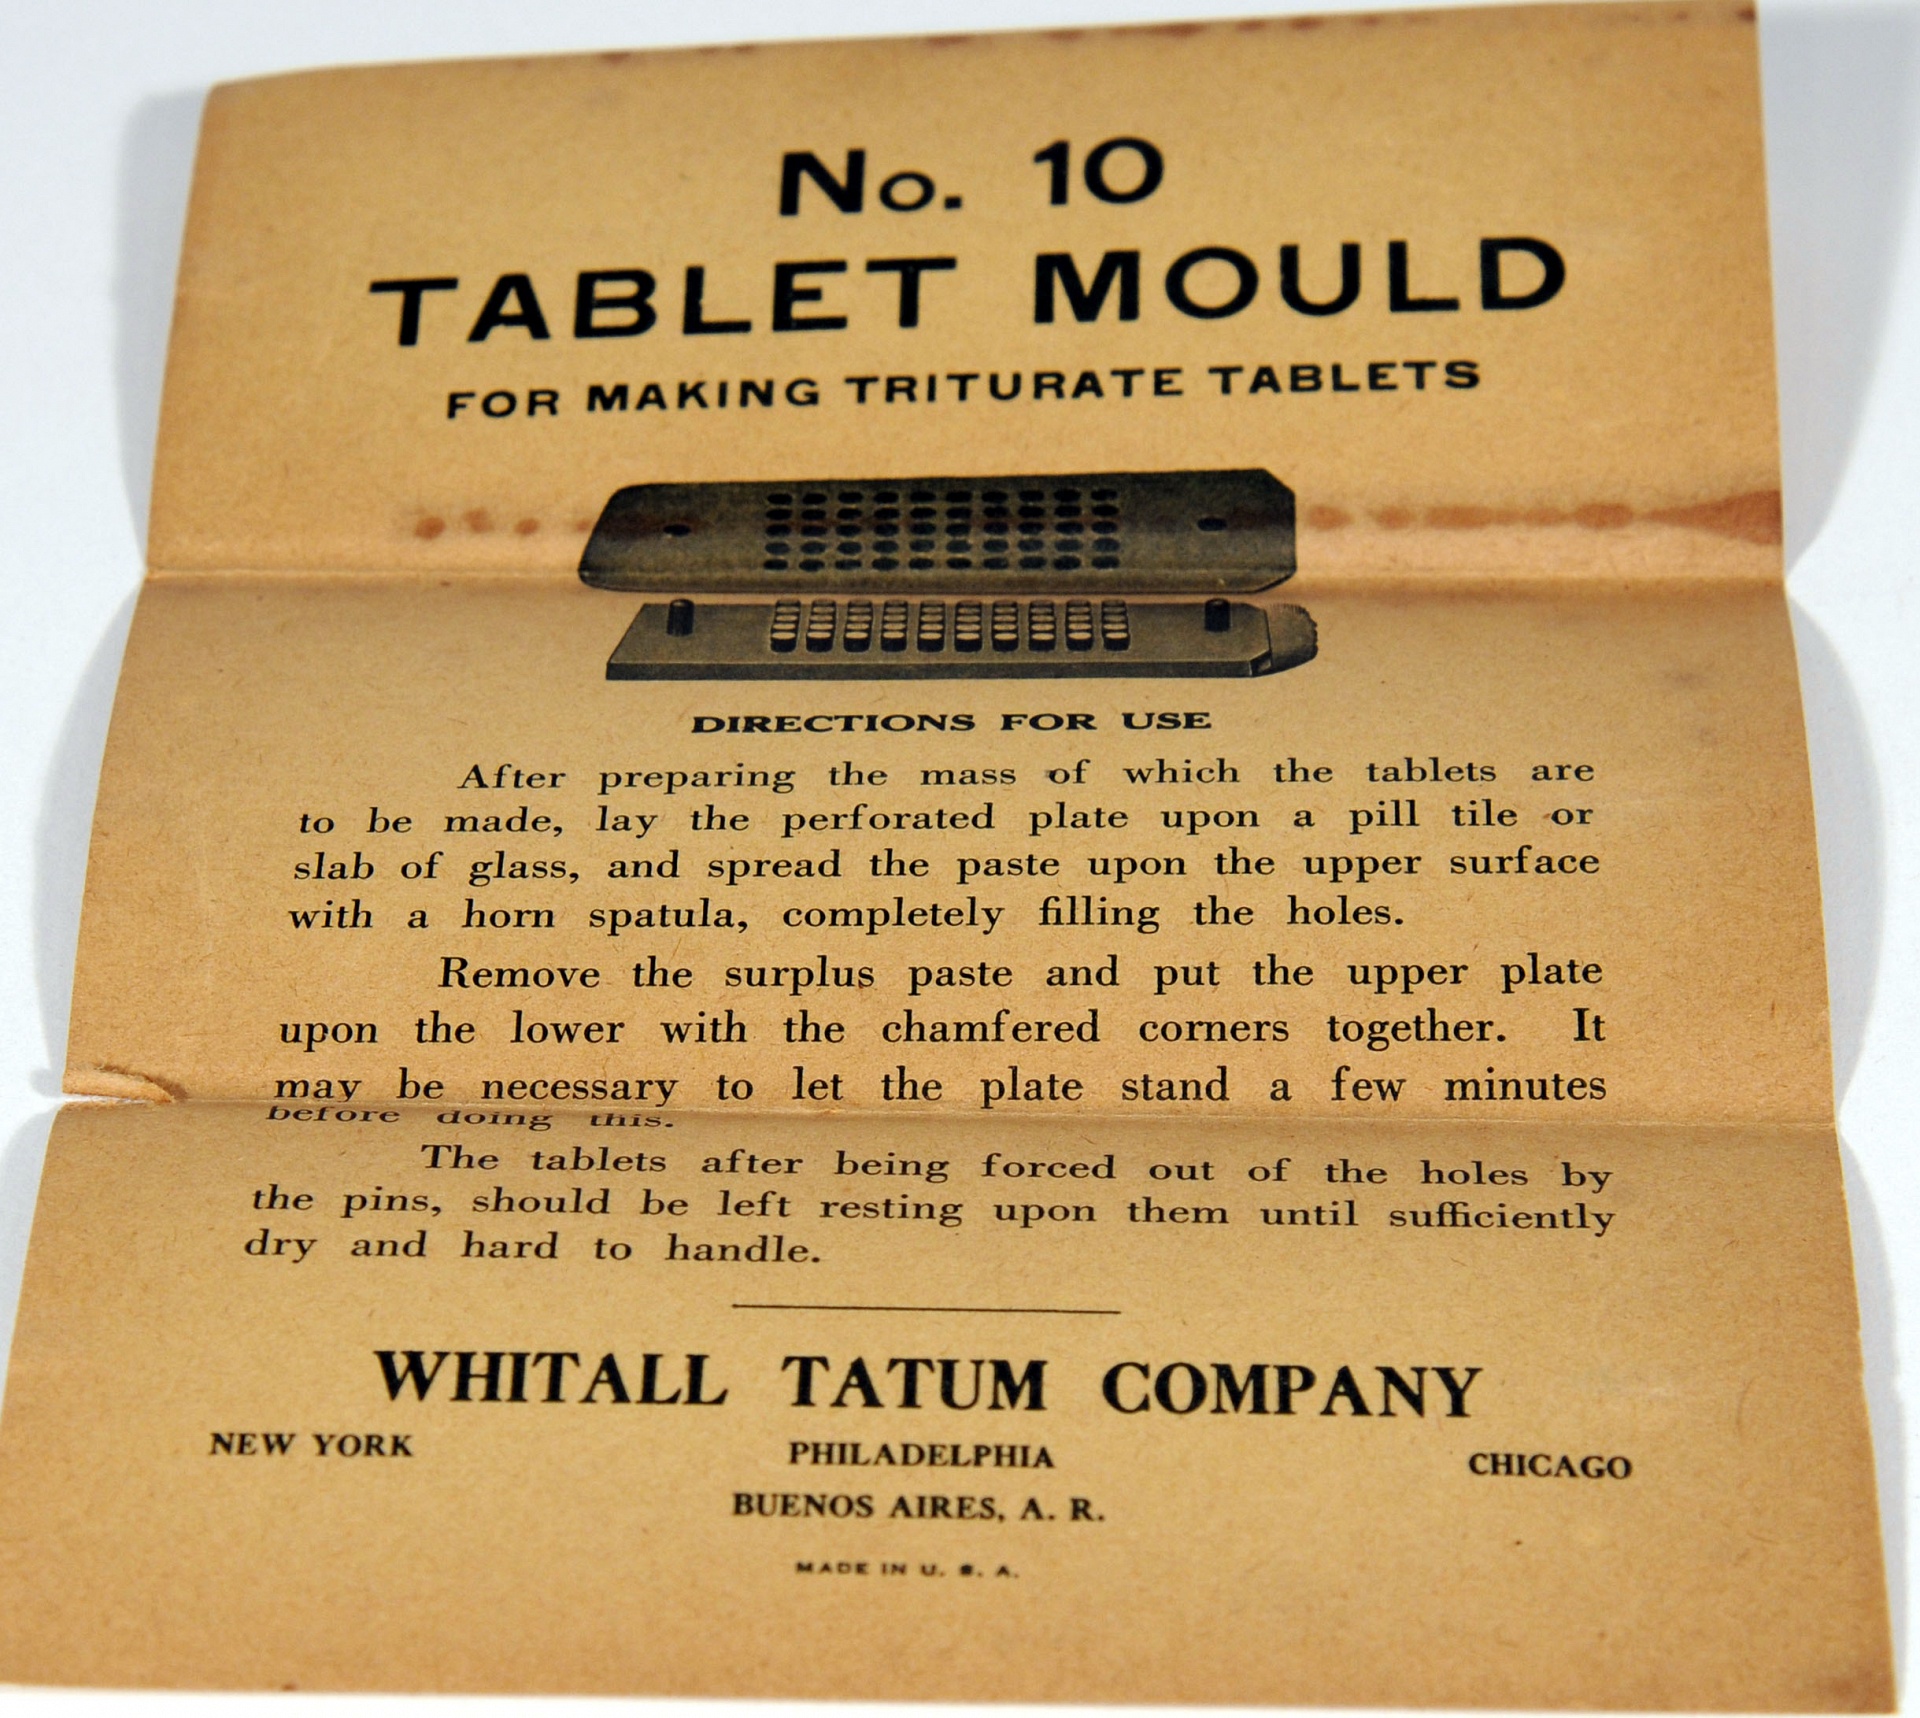 No. 10
TABLET MOULD
FOR MAKING TRITURATE TABLETS
DIRECTIONS FOR USE
After preparing the mass of which the tablets are
to be made, lay the perforated plate upon a pill tile or
slab of glass, and spread the paste upon the upper surface
with a horn spatula, completely filling the holes.
Remove the surplus paste and put the upper plate
upon the lower with the chamfered corners together. It
may be necessary to let the plate stand a few minutes
before doing this.
The tablets after being forced out of the holes by
the pins, should be left resting upon them until sufficiently
dry and hard to handle.
WHITALL TATUM COMPANY
NEW YORK PHILADELPHIA CHICAGO
BUENOS AIRES, A. R.
MADE IN U. S. A.